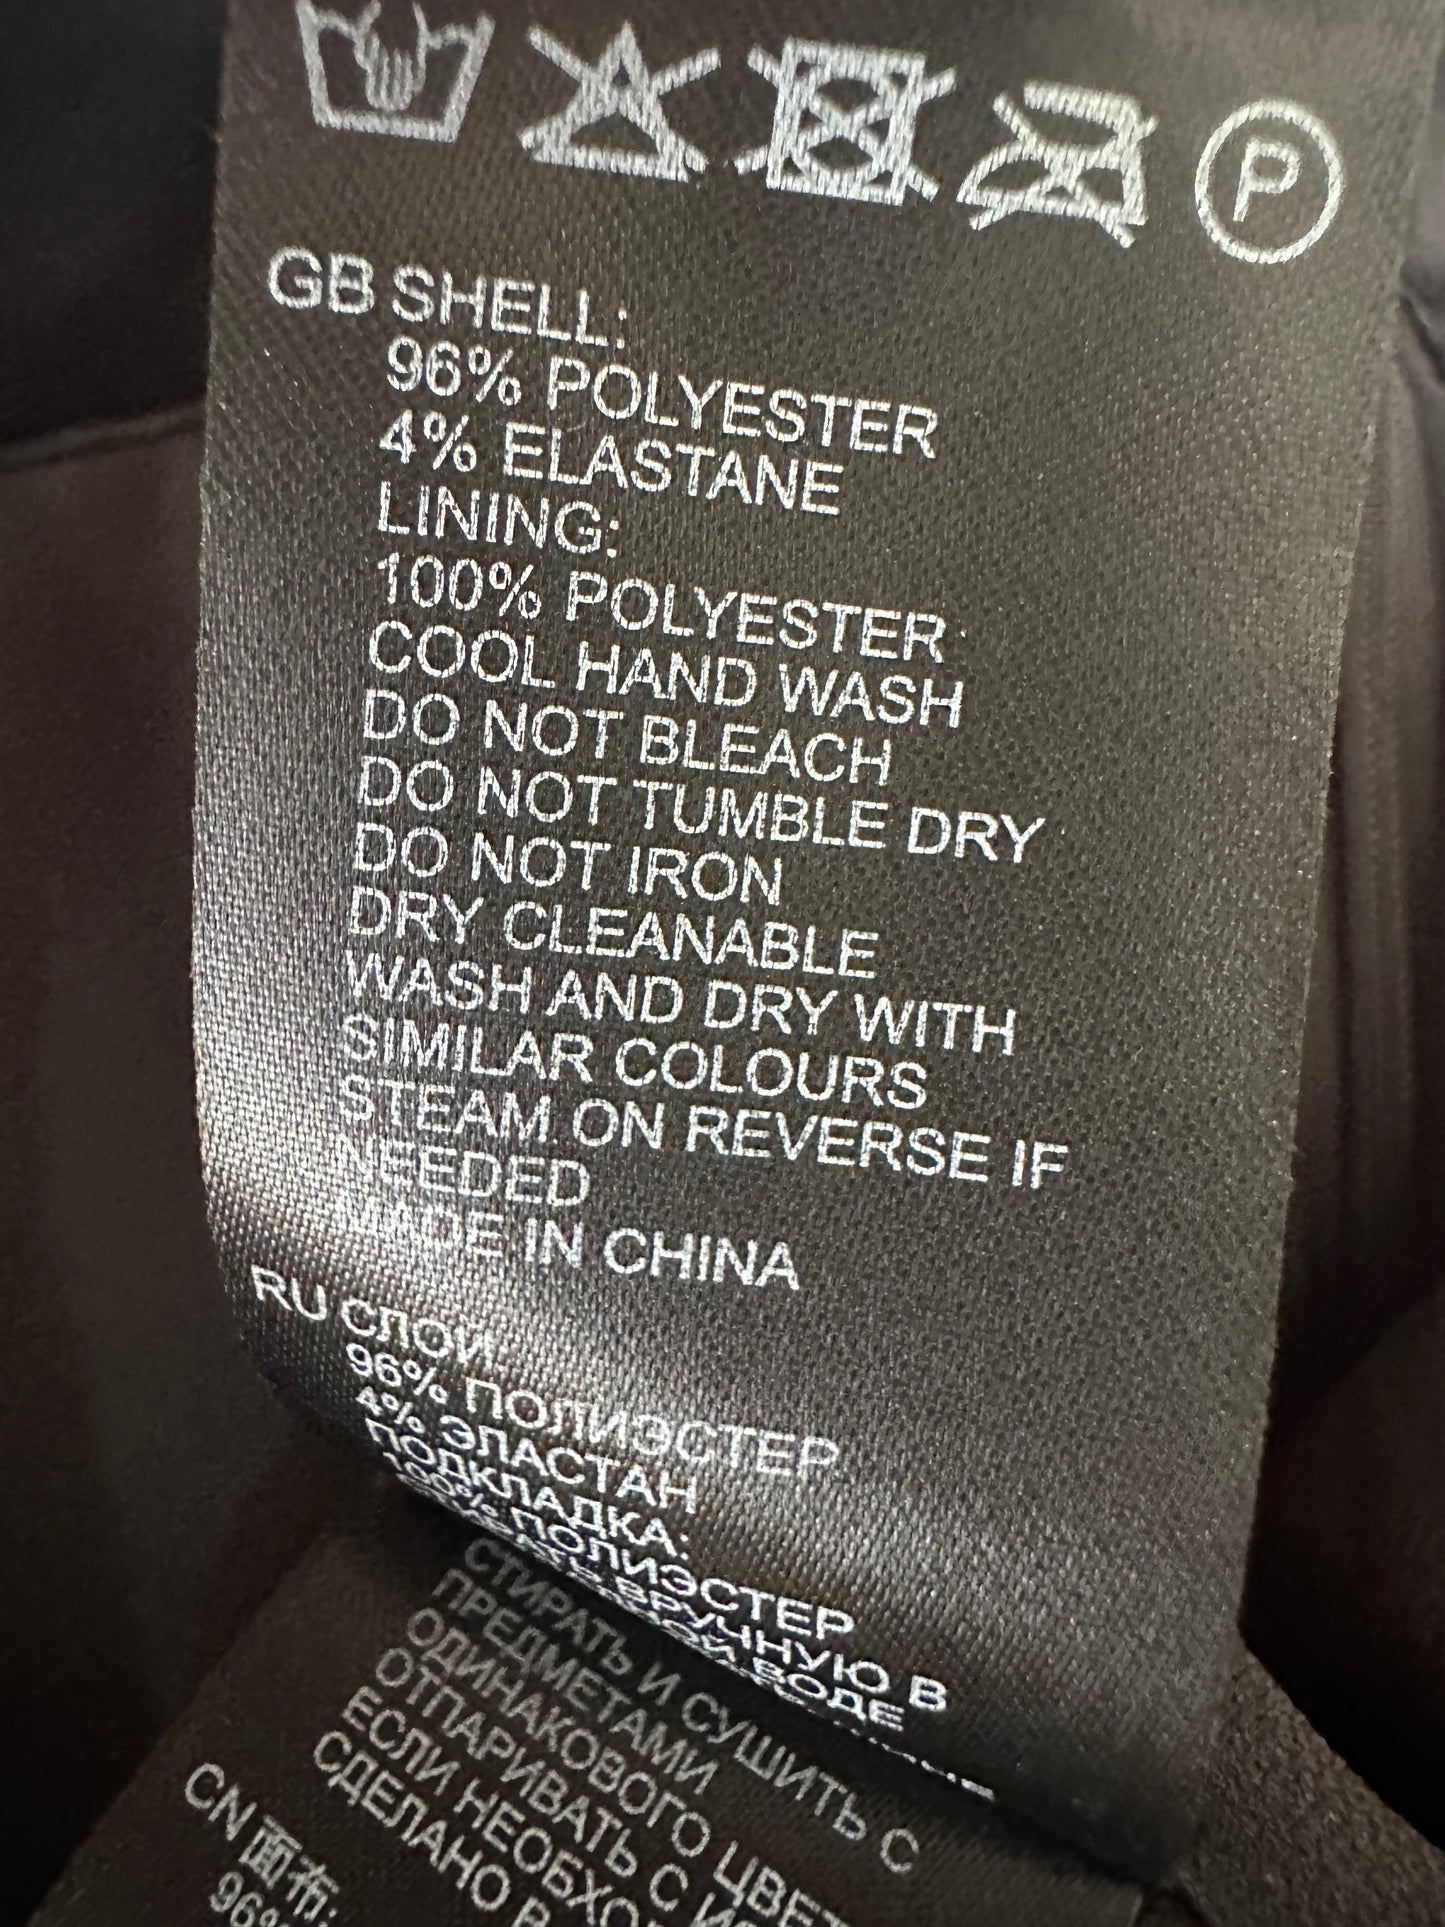 P
GB SHELL:
96% POLYESTER
4% ELASTANE
LINING:
100% POLYESTER
COOL HAND WASH
DO NOT BLEACH
DO NOT TUMBLE DRY
DO NOT IRON
DRY CLEANABLE
WASH AND DRY WITH
SIMILAR COLOURS
STEAM ON REVERSE IF
NEEDED
MADE IN CHINA
RU СЛОЙ:
96% ПОЛИЭСТЕР
4% ЭЛАСТАН
ПОДКЛАДКА:
100% ПОЛИЭСТЕР
ВРУЧНУЮ В
ВОДЕ
СТИРАТЬ И СУШИТЬ С
ПРЕДМЕТАМИ
ОДИНАКОВОГО
ОТПАРИВАТЬ С
ЕСЛИ
СДЕЛАНО В
CN 面布: